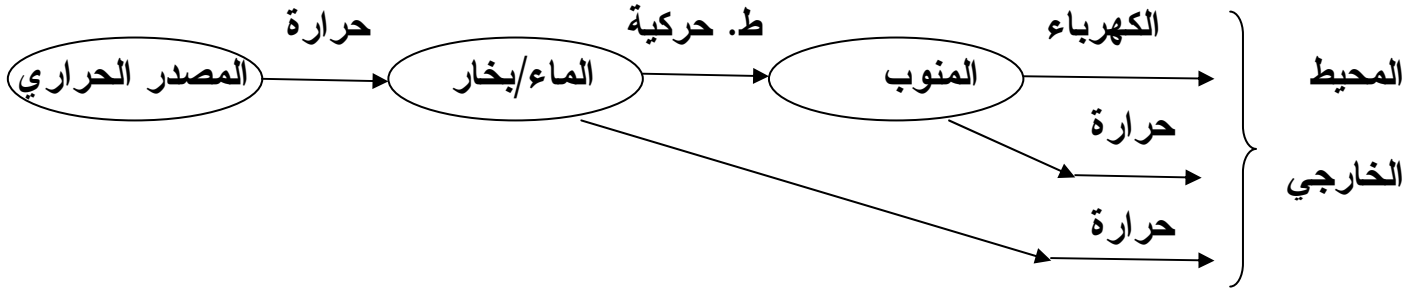 حرارة
ط. حركية
الكهرباء
المصدر الحراري
الماء/بخار
المنوب
المحيط
حرارة
الخارجي
حرارة